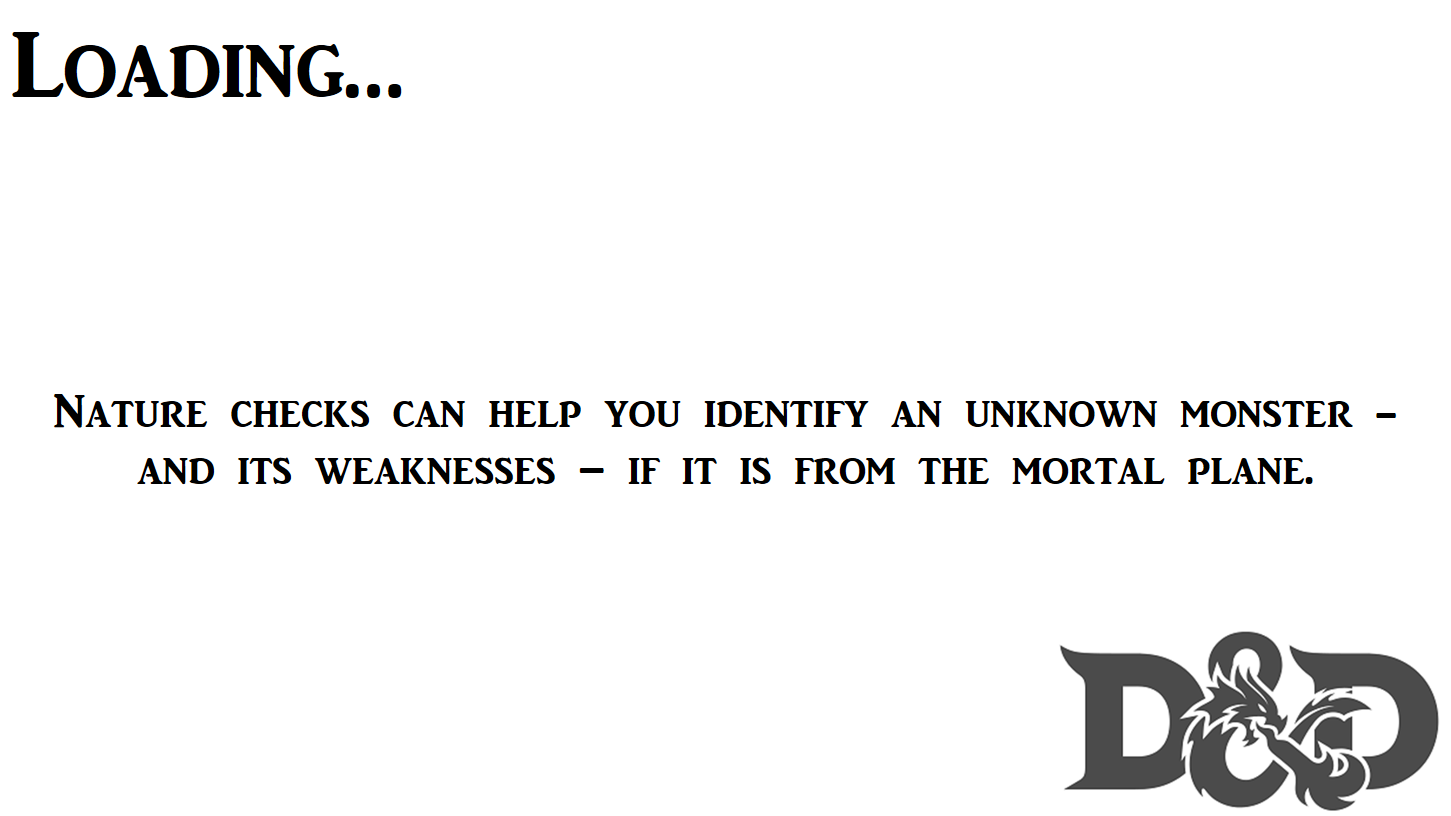 Loading...
Nature checks can help you identify an unknown monster –
and its weaknesses – if it is from the mortal plane.
D&D